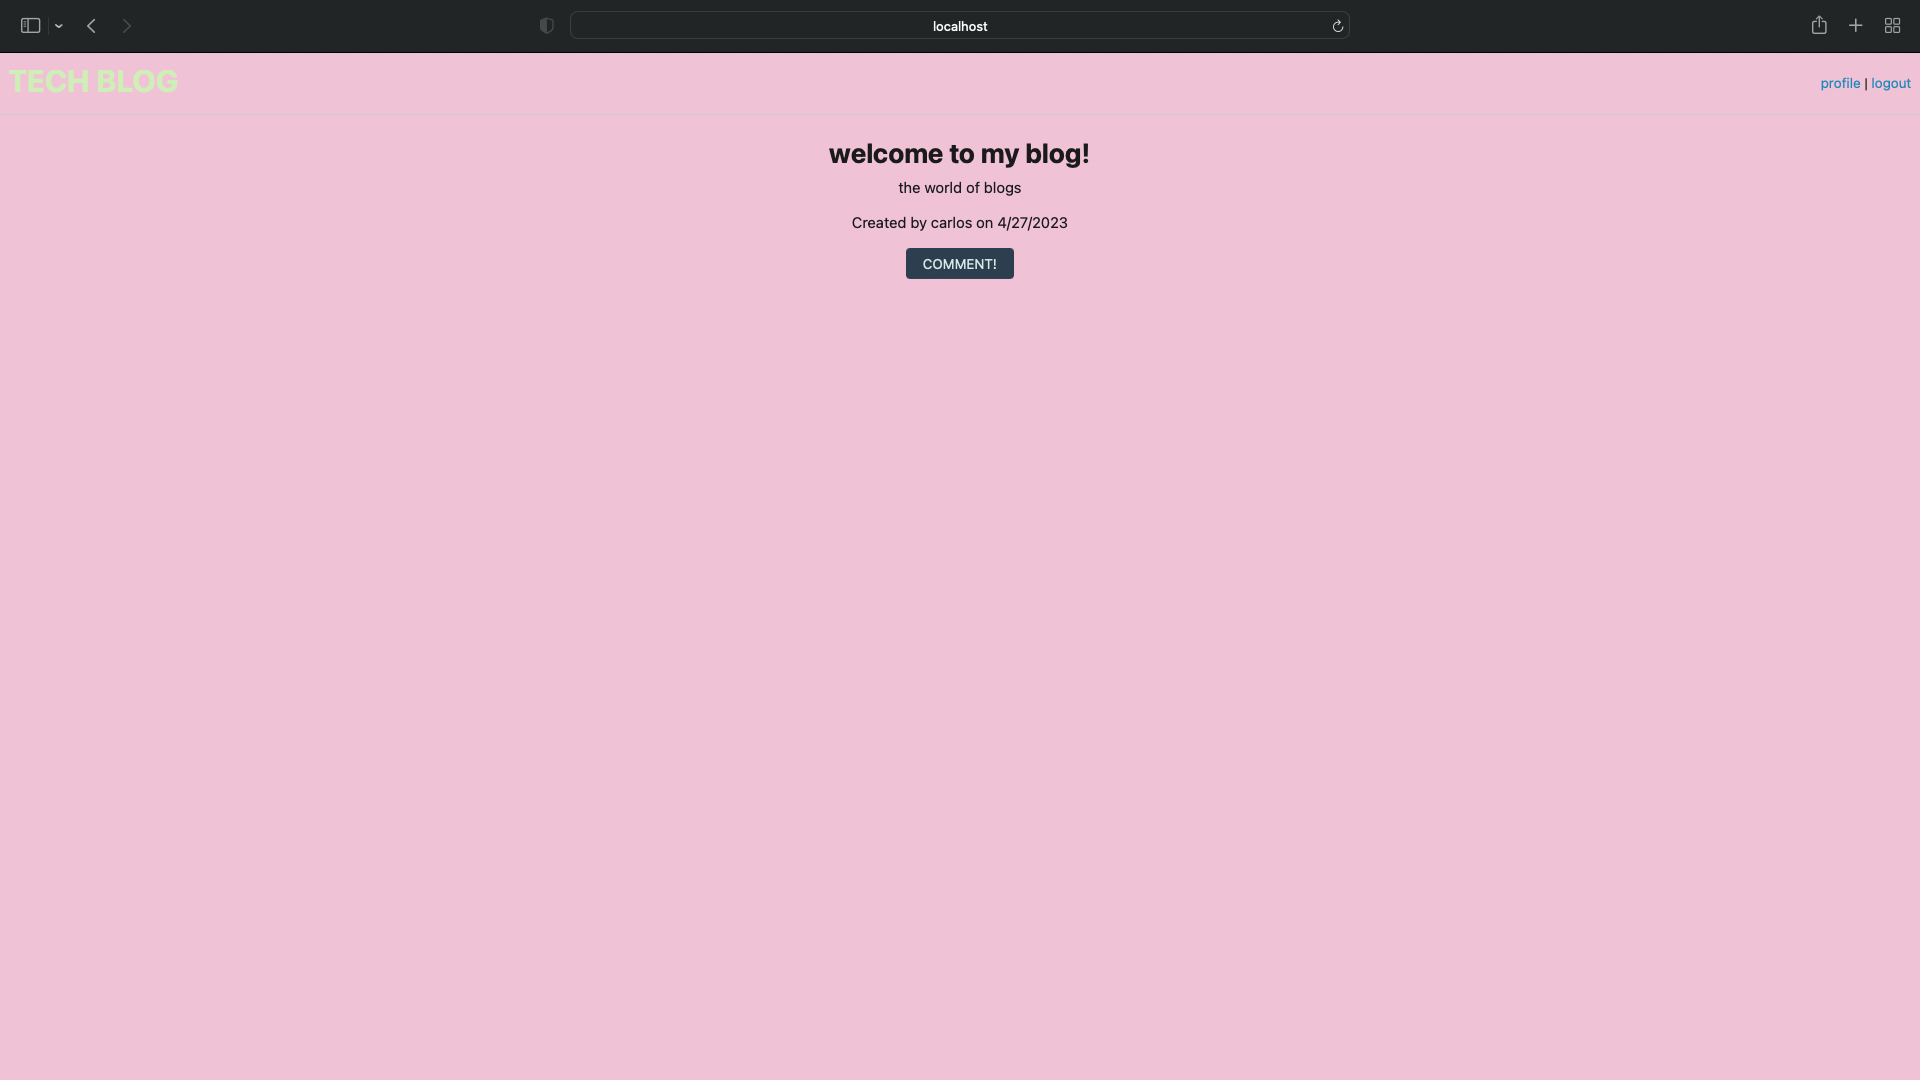 localhost
TECH BLOG
profile | logout
welcome to my blog!
the world of blogs
Created by carlos on 4/27/2023
COMMENT!